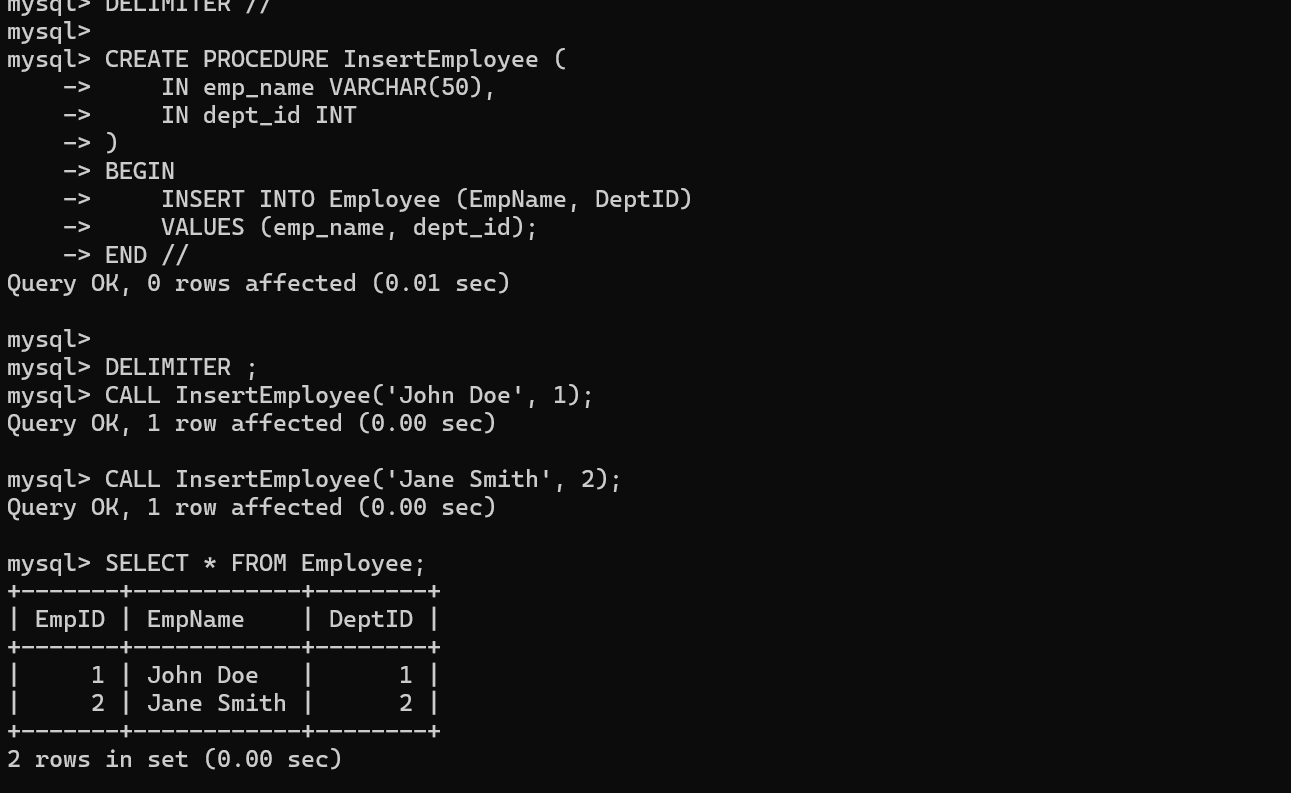 mysql> DELIMITER //
mysql>
mysql> CREATE PROCEDURE InsertEmployee (
    ->     IN emp_name VARCHAR(50),
    ->     IN dept_id INT
    -> )
    -> BEGIN
    ->     INSERT INTO Employee (EmpName, DeptID)
    ->     VALUES (emp_name, dept_id);
    -> END //
Query OK, 0 rows affected (0.01 sec)

mysql>
mysql> DELIMITER ;
mysql> CALL InsertEmployee('John Doe', 1);
Query OK, 1 row affected (0.00 sec)

mysql> CALL InsertEmployee('Jane Smith', 2);
Query OK, 1 row affected (0.00 sec)

mysql> SELECT * FROM Employee;
+-------+------------+--------+
| EmpID | EmpName    | DeptID |
+-------+------------+--------+
|     1 | John Doe   |      1 |
|     2 | Jane Smith |      2 |
+-------+------------+--------+
2 rows in set (0.00 sec)